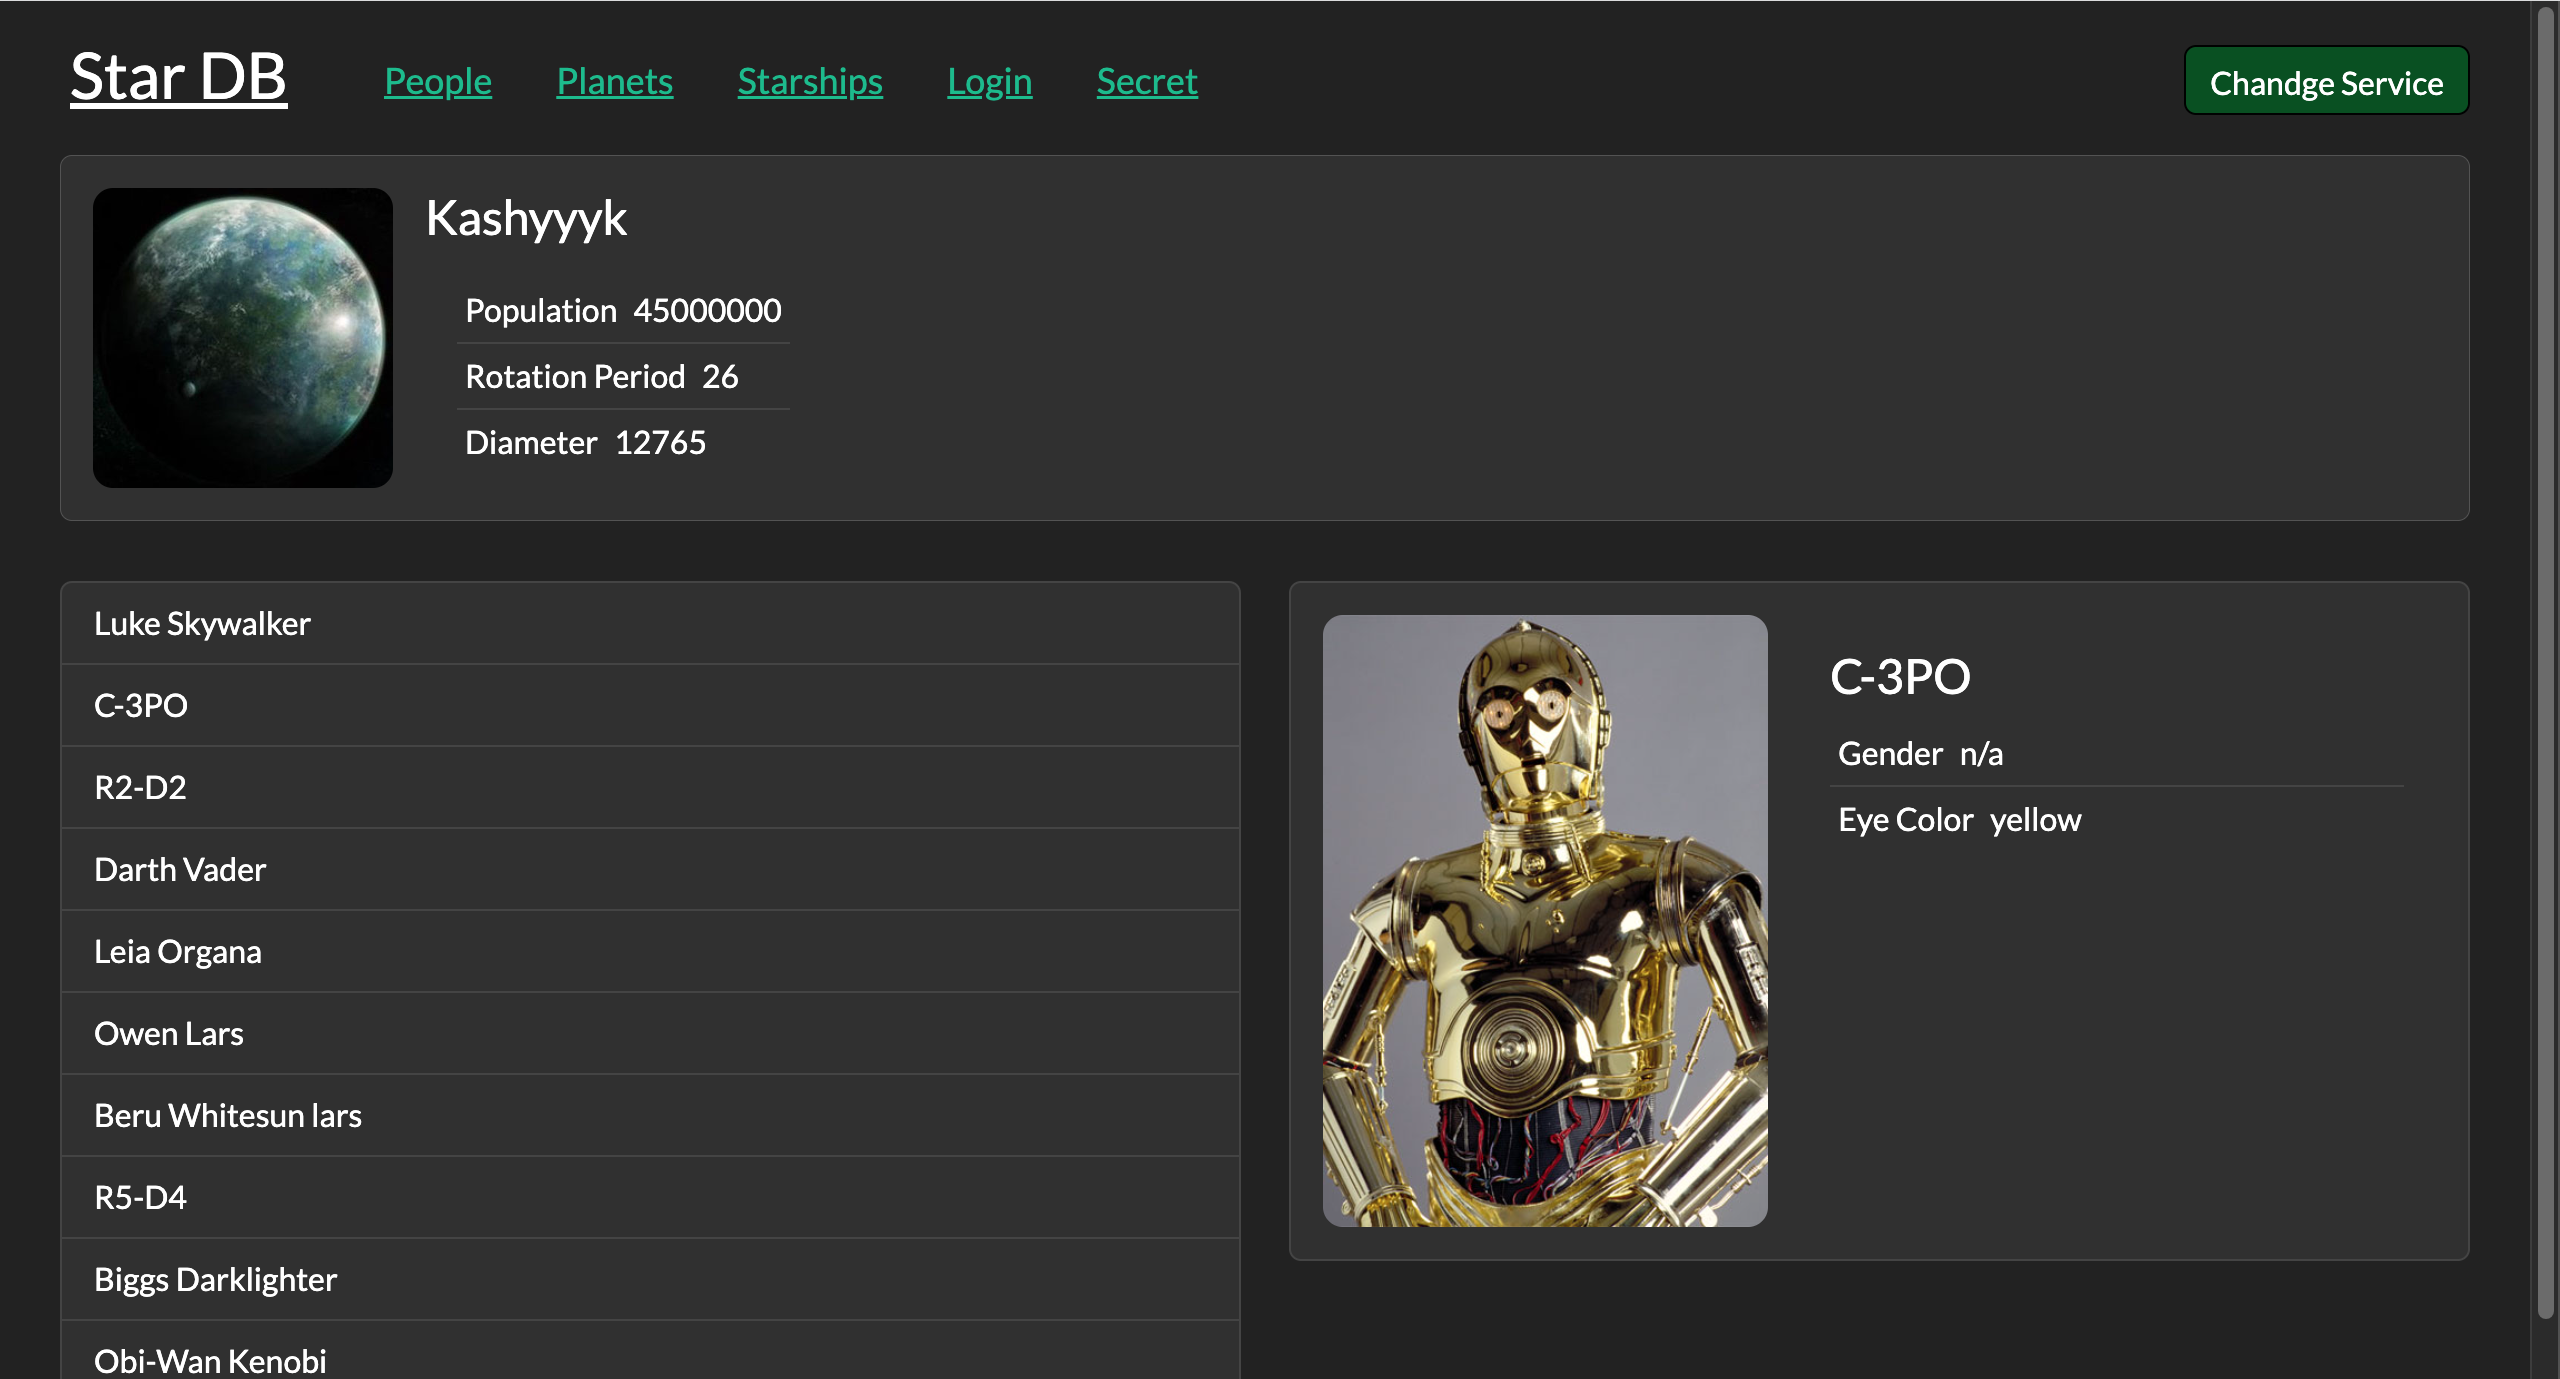 Star DB People Planets Starships Login Secret Chandge Service
Kashyyyk
Population 45000000
Rotation Period 26
Diameter 12765
Luke Skywalker
C-3PO
R2-D2
Darth Vader
Leia Organa
Owen Lars
Beru Whitesun lars
R5-D4
Biggs Darklighter
Obi-Wan Kenobi
C-3PO
Gender n/a
Eye Color yellow